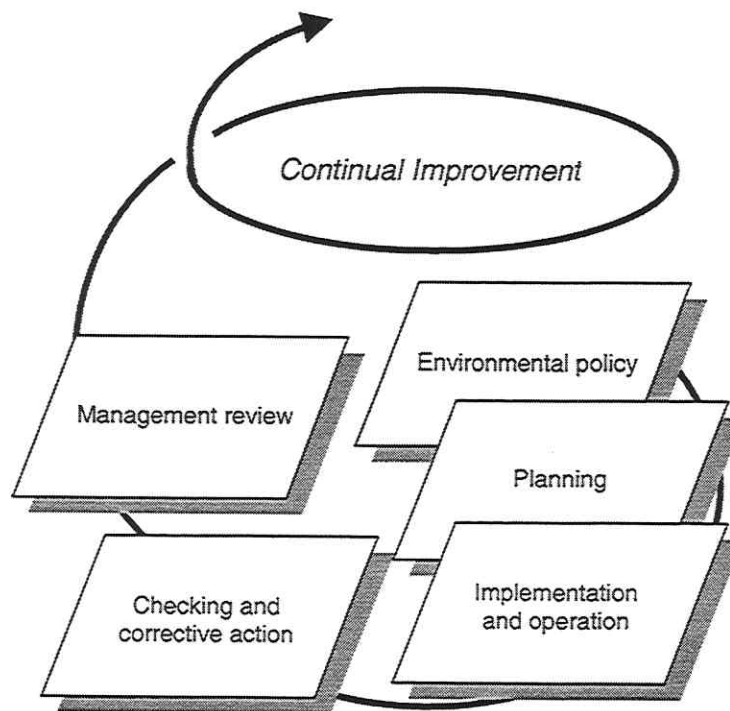 Continual Improvement
Environmental policy
Management review
Planning
Implementation
and operation
Checking and
corrective action